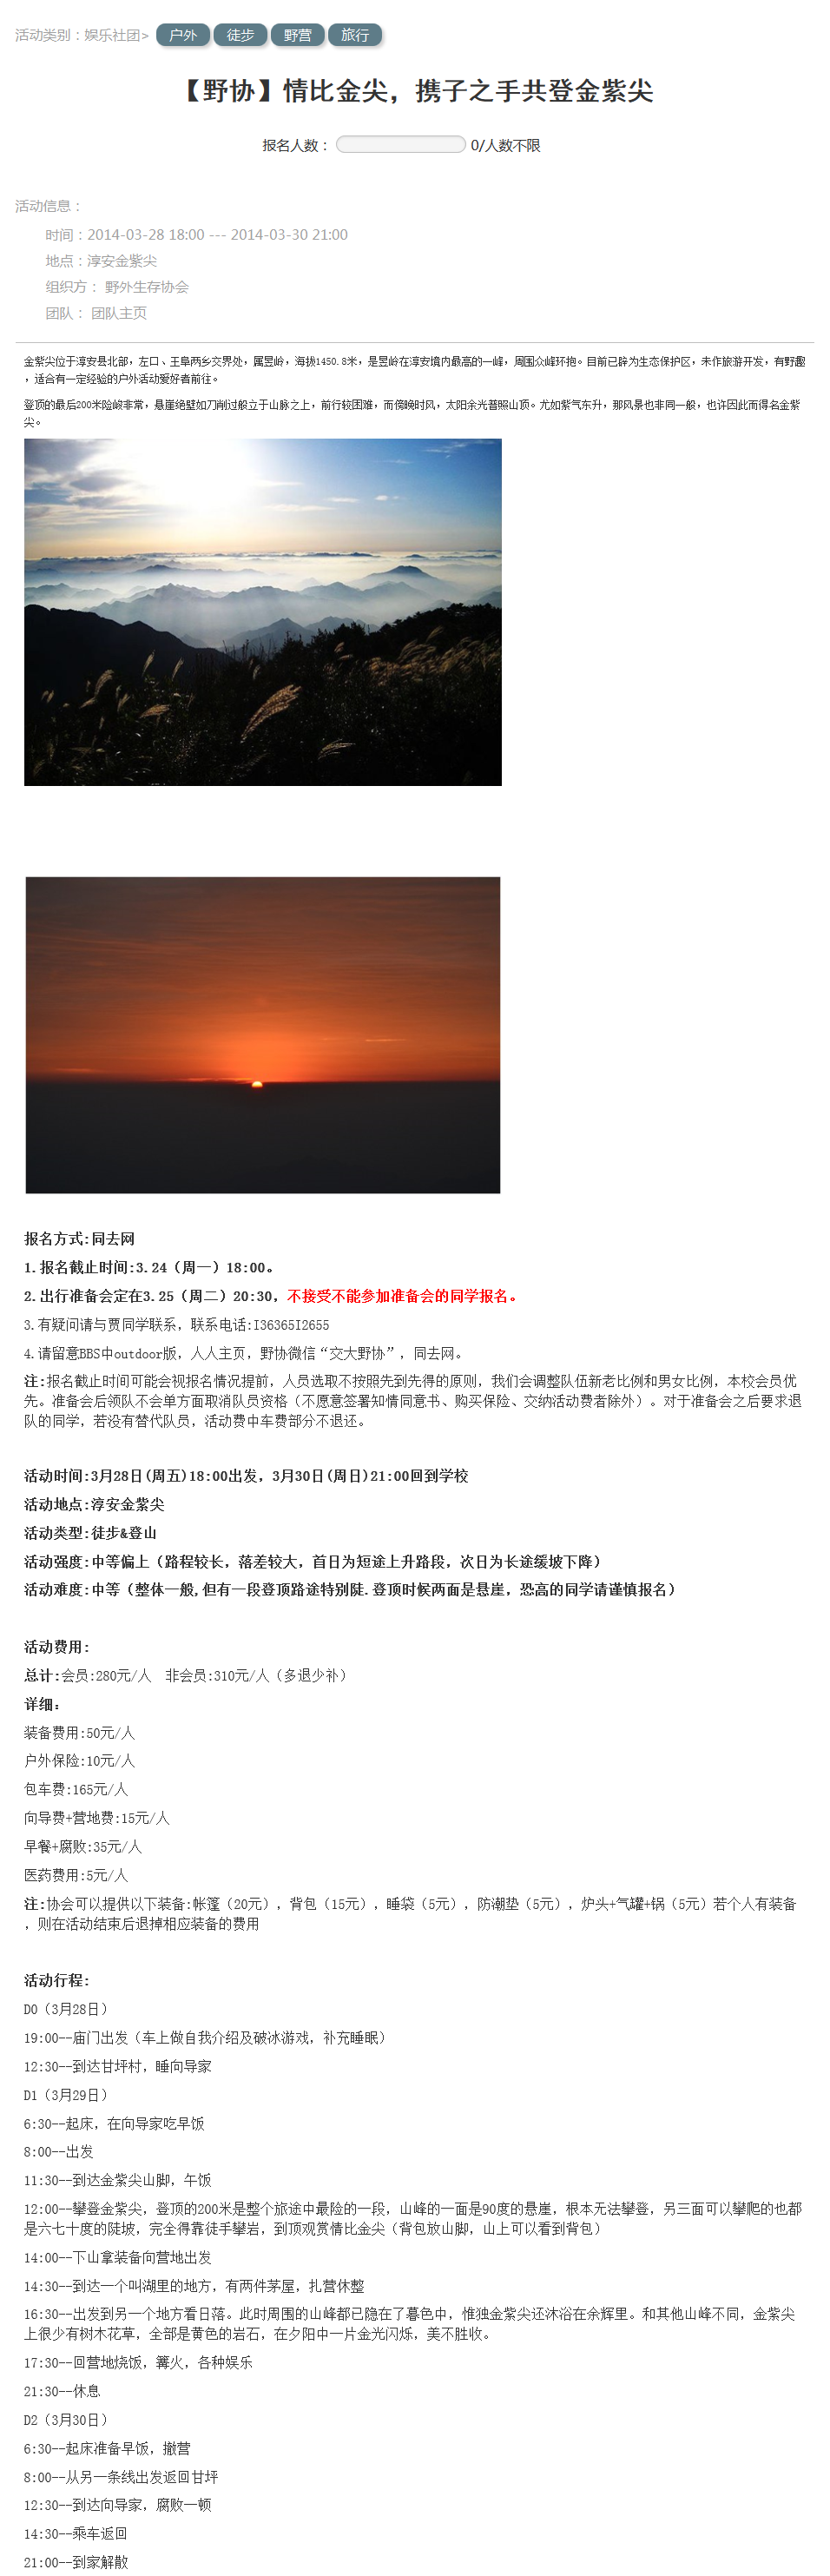 活动类别：娱乐社团> 户外 徒步 野营 旅行
【野协】情比金尖，携子之手共登金紫尖
报名人数： 0/人数不限
活动信息：
时间：2014-03-28 18:00 --- 2014-03-30 21:00
地点：淳安金紫尖
组织方： 野外生存协会
团队： 团队主页
金紫尖位于淳安县北部，左口、王阜两乡交界处，属昱岭，海拔1450.8米，是昱岭在淳安境内最高的一峰，周围众峰环抱。目前已辟为生态保护区，未作旅游开发，有野趣
，适合有一定经验的户外活动爱好者前往。
登顶的最后200米险峻非常，悬崖绝壁如刀削过般立于山脉之上，前行较困难，而傍晚时风，太阳余光普照山顶。尤如紫气东升，那风景也非同一般，也许因此而得名金紫
尖。
报名方式:同去网
1.报名截止时间:3.24（周一）18:00。
2.出行准备会定在3.25（周二）20:30，不接受不能参加准备会的同学报名。
3.有疑问请与贾同学联系，联系电话:I36365I2655
4.请留意BBS中outdoor版，人人主页，野协微信“交大野协”，同去网。
注:报名截止时间可能会视报名情况提前，人员选取不按照先到先得的原则，我们会调整队伍新老比例和男女比例，本校会员优
先。准备会后领队不会单方面取消队员资格（不愿意签署知情同意书、购买保险、交纳活动费者除外）。对于准备会之后要求退
队的同学，若没有替代队员，活动费中车费部分不退还。
活动时间:3月28日(周五)18:00出发，3月30日(周日)21:00回到学校
活动地点:淳安金紫尖
活动类型:徒步&登山
活动强度:中等偏上（路程较长，落差较大，首日为短途上升路段，次日为长途缓坡下降）
活动难度:中等（整体一般,但有一段登顶路途特别陡.登顶时候两面是悬崖，恐高的同学请谨慎报名）
活动费用:
总计:会员:280元/人 非会员:310元/人（多退少补）
详细:
装备费用:50元/人
户外保险:10元/人
包车费:165元/人
向导费+营地费:15元/人
早餐+腐败:35元/人
医药费用:5元/人
注:协会可以提供以下装备:帐篷（20元），背包（15元），睡袋（5元），防潮垫（5元），炉头+气罐+锅（5元）若个人有装备
，则在活动结束后退掉相应装备的费用
活动行程:
D0（3月28日）
19:00--庙门出发（车上做自我介绍及破冰游戏，补充睡眠）
12:30--到达甘坪村，睡向导家
D1（3月29日）
6:30--起床，在向导家吃早饭
8:00--出发
11:30--到达金紫尖山脚，午饭
12:00--攀登金紫尖，登顶的200米是整个旅途中最险的一段，山峰的一面是90度的悬崖，根本无法攀登，另三面可以攀爬的也都
是六七十度的陡坡，完全得靠徒手攀岩，到顶观赏情比金尖（背包放山脚，山上可以看到背包）
14:00--下山拿装备向营地出发
14:30--到达一个叫湖里的地方，有两件茅屋，扎营休整
16:30--出发到另一个地方看日落。此时周围的山峰都已隐在了暮色中，惟独金紫尖还沐浴在余辉里。和其他山峰不同，金紫尖
上很少有树木花草，全部是黄色的岩石，在夕阳中一片金光闪烁，美不胜收。
17:30--回营地烧饭，篝火，各种娱乐
21:30--休息
D2（3月30日）
6:30--起床准备早饭，撤营
8:00--从另一条线出发返回甘坪
12:30--到达向导家，腐败一顿
14:30--乘车返回
21:00--到家解散